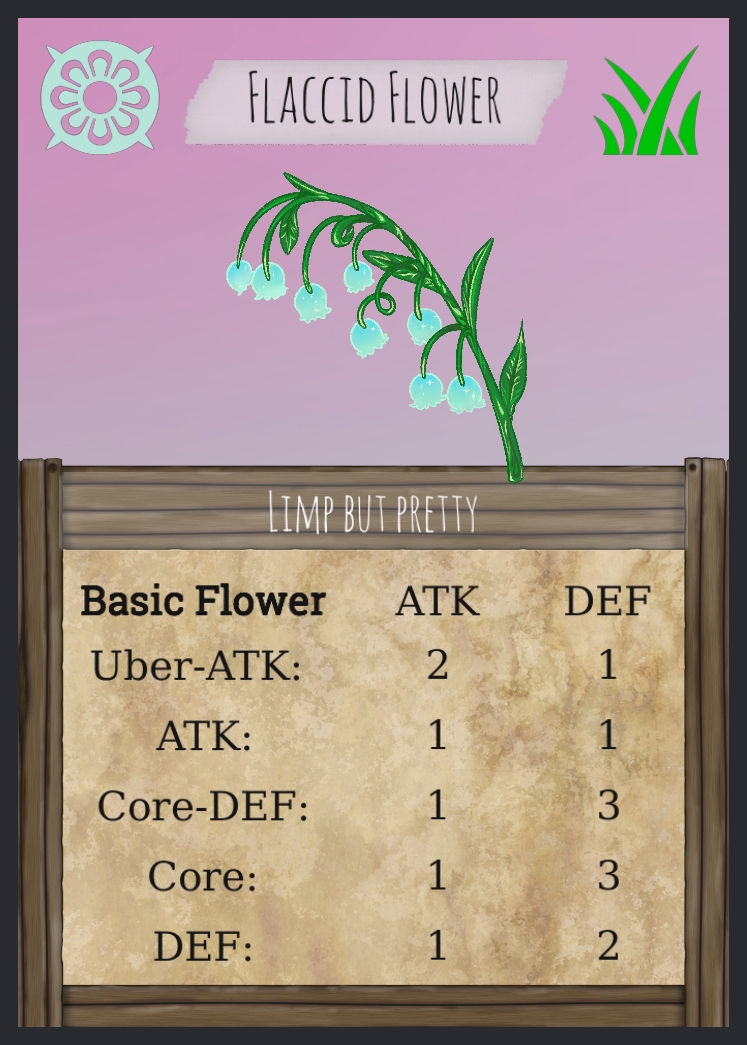 Flaccid Flower
Limp but pretty
Basic Flower ATK DEF
Uber-ATK: 2 1
ATK: 1 1
Core-DEF: 1 3
Core: 1 3
DEF: 1 2